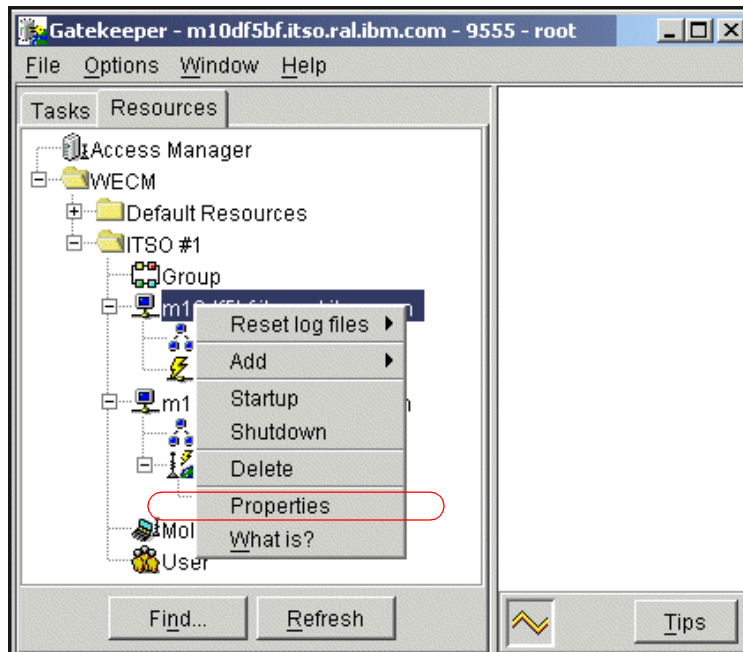 Gatekeeper - m10df5bf.itso.ral.ibm.com - 9555 - root
File Options Window Help
Tasks Resources
Access Manager
WECM
Default Resources
ITSO #1
Group
Reset log files
Add
m1
Startup
Shutdown
Delete
Properties
What is?
User
Find... Refresh
Tips